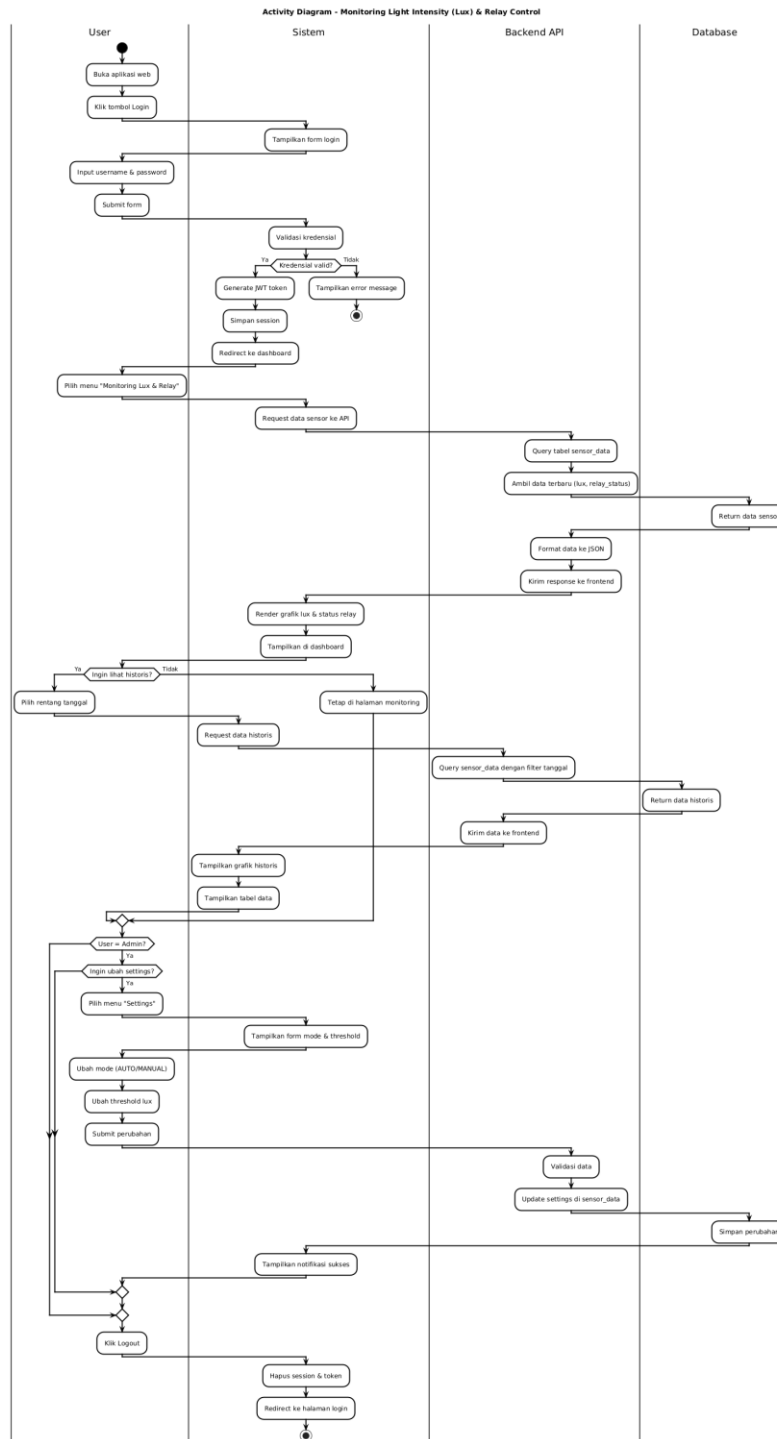 Activity Diagram - Monitoring Light Intensity (Lux) & Relay Control
User
Sistem
Backend API
Database
Buka aplikasi web
Klik tombol Login
Tampilkan form login
Input username & password
Submit form
Validasi kredensial
Ya
Kredensial valid?
Tidak
Generate JWT token
Tampilkan error message
Simpan session
Redirect ke dashboard
Pilih menu "Monitoring Lux & Relay"
Request data sensor ke API
Query tabel sensor_data
Ambil data terbaru (lux, relay_status)
Return data sensor
Format data ke JSON
Kirim response ke frontend
Render grafik lux & status relay
Tampilkan di dashboard
Ya
Ingin lihat historis?
Tidak
Pilih rentang tanggal
Tetap di halaman monitoring
Request data historis
Query sensor_data dengan filter tanggal
Return data historis
Kirim data ke frontend
Tampilkan grafik historis
Tampilkan tabel data
User = Admin?
Ya
Ingin ubah settings?
Ya
Pilih menu "Settings"
Tampilkan form mode & threshold
Ubah mode (AUTO/MANUAL)
Ubah threshold lux
Submit perubahan
Validasi data
Update settings di sensor_data
Simpan perubahan
Tampilkan notifikasi sukses
Klik Logout
Hapus session & token
Redirect ke halaman login